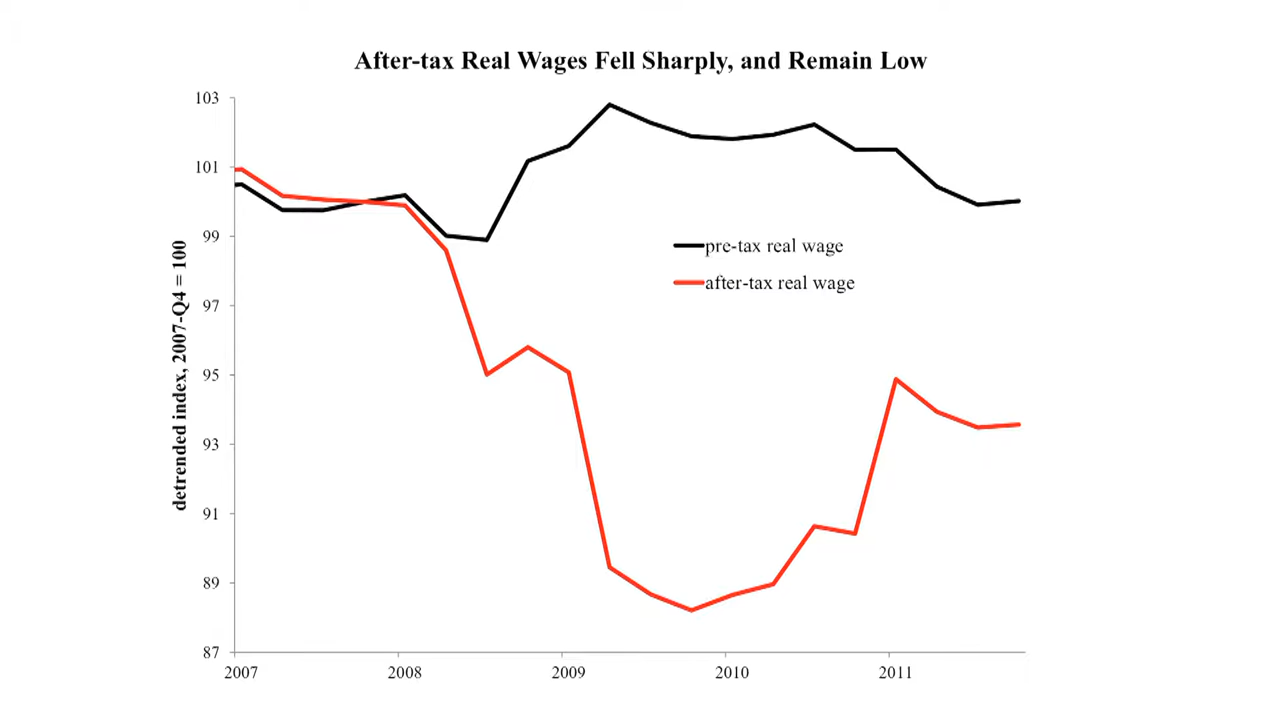 After-tax Real Wages Fell Sharply, and Remain Low
103
101
99
97
95
93
91
89
87
detrended index, 2007-Q4 = 100
pre-tax real wage
after-tax real wage
2007 2008 2009 2010 2011